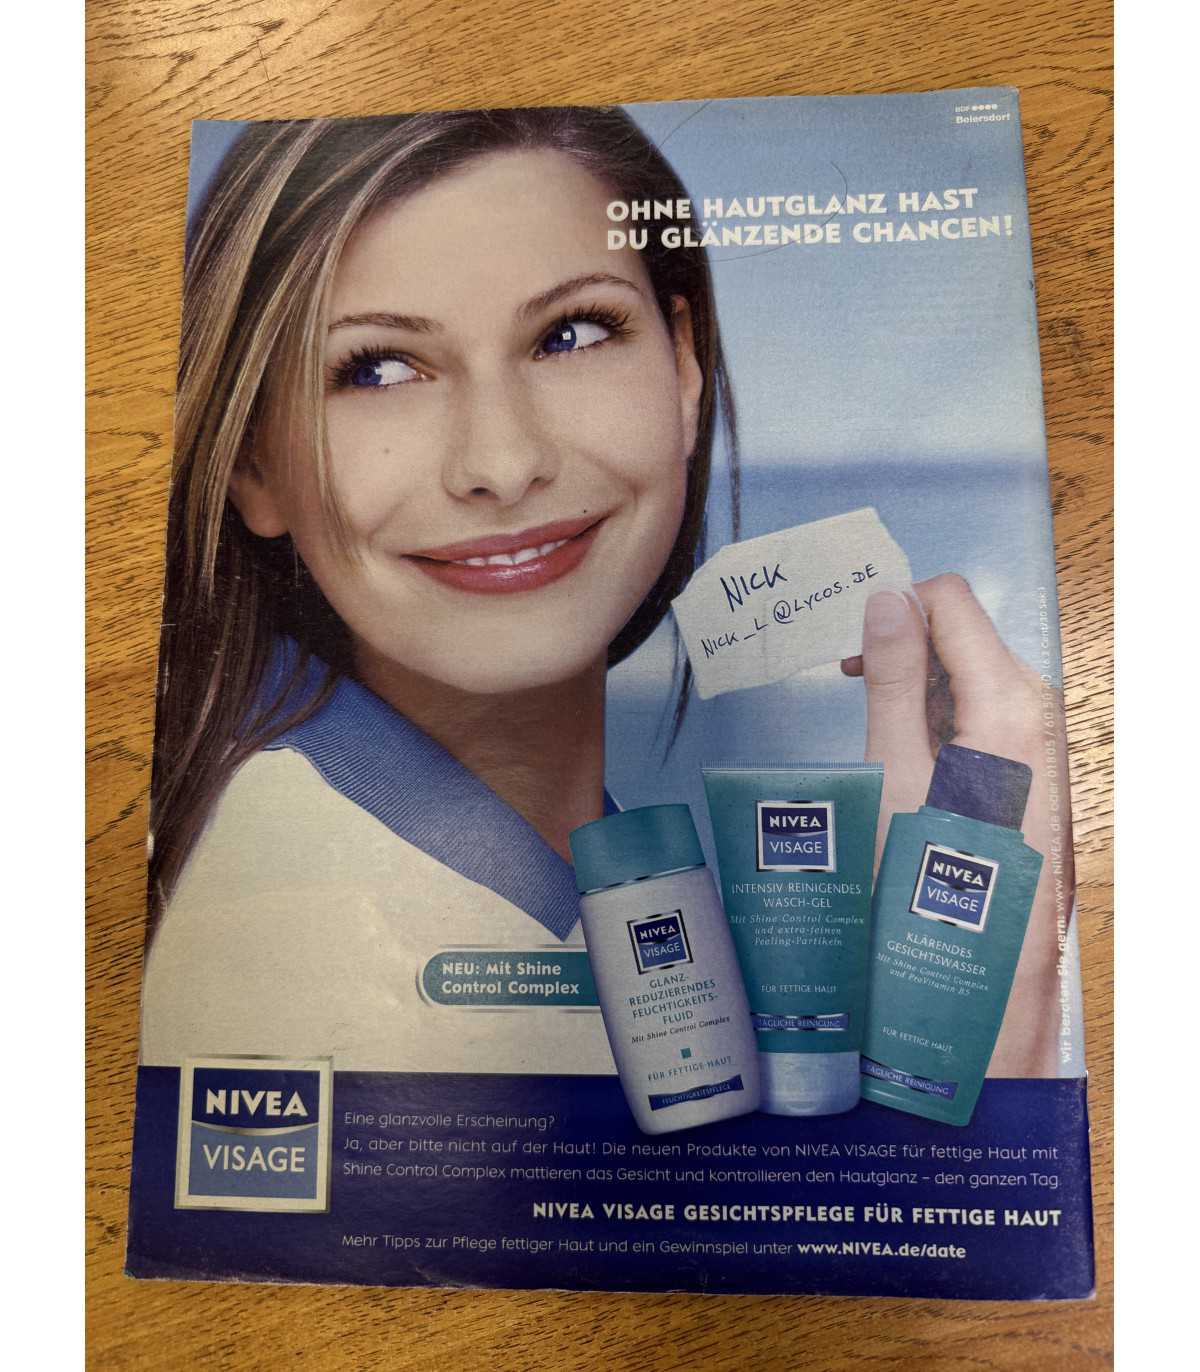 BDF ●●●●
Beiersdorf
OHNE HAUTGLANZ HAST
DU GLÄNZENDE CHANCEN!
NICK
NICK_L@LYCOS.DE
NIVEA
VISAGE
INTENSIV REINIGENDES
WASCH-GEL
Mit Shine Control Complex
und extra-feinen
Peeling-Partikeln
FÜR FETTIGE HAUT
TÄGLICHE REINIGUNG
NIVEA
VISAGE
KLÄRENDES
GESICHTSWASSER
Mit Shine Control Complex
und ProVitamin B5
FÜR FETTIGE HAUT
TÄGLICHE REINIGUNG
NIVEA
VISAGE
GLANZ-
REDUZIERENDES
FEUCHTIGKEITS-
FLUID
Mit Shine Control Complex
FÜR FETTIGE HAUT
FEUCHTIGKEITSPFLEGE
NEU: Mit Shine
Control Complex
wir beraten Sie gern: www.NIVEA.de oder 01805 / 60
NIVEA
VISAGE
Eine glanzvolle Erscheinung?
Ja, aber bitte nicht auf der Haut! Die neuen Produkte von NIVEA VISAGE für fettige Haut mit
Shine Control Complex mattieren das Gesicht und kontrollieren den Hautglanz – den ganzen Tag.
NIVEA VISAGE GESICHTSPFLEGE FÜR FETTIGE HAUT
Mehr Tipps zur Pflege fettiger Haut und ein Gewinnspiel unter www.NIVEA.de/date